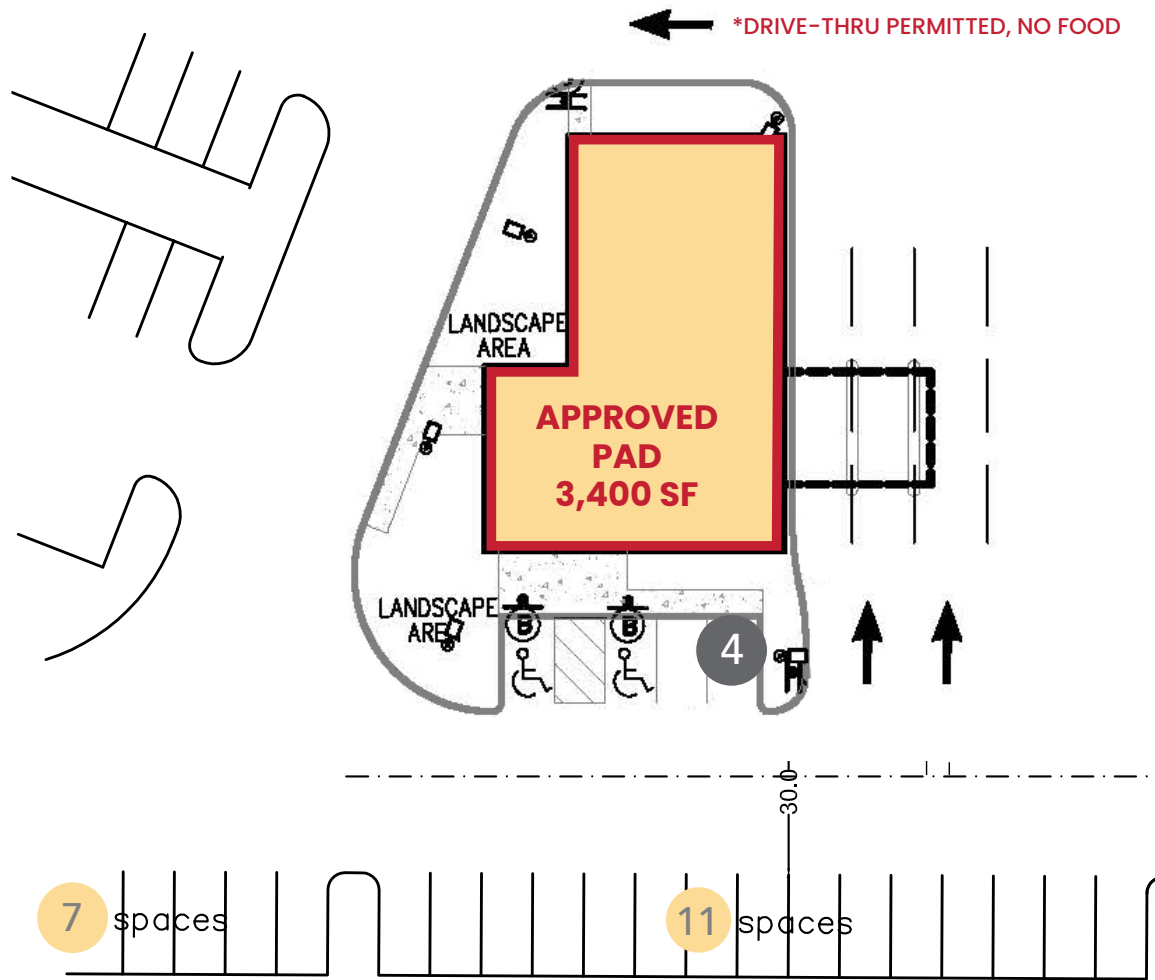 *DRIVE-THRU PERMITTED, NO FOOD
LANDSCAPE
AREA
APPROVED
PAD
3,400 SF
LANDSCAPE
AREA
B
B
4
30.0
7 spaces
11 spaces